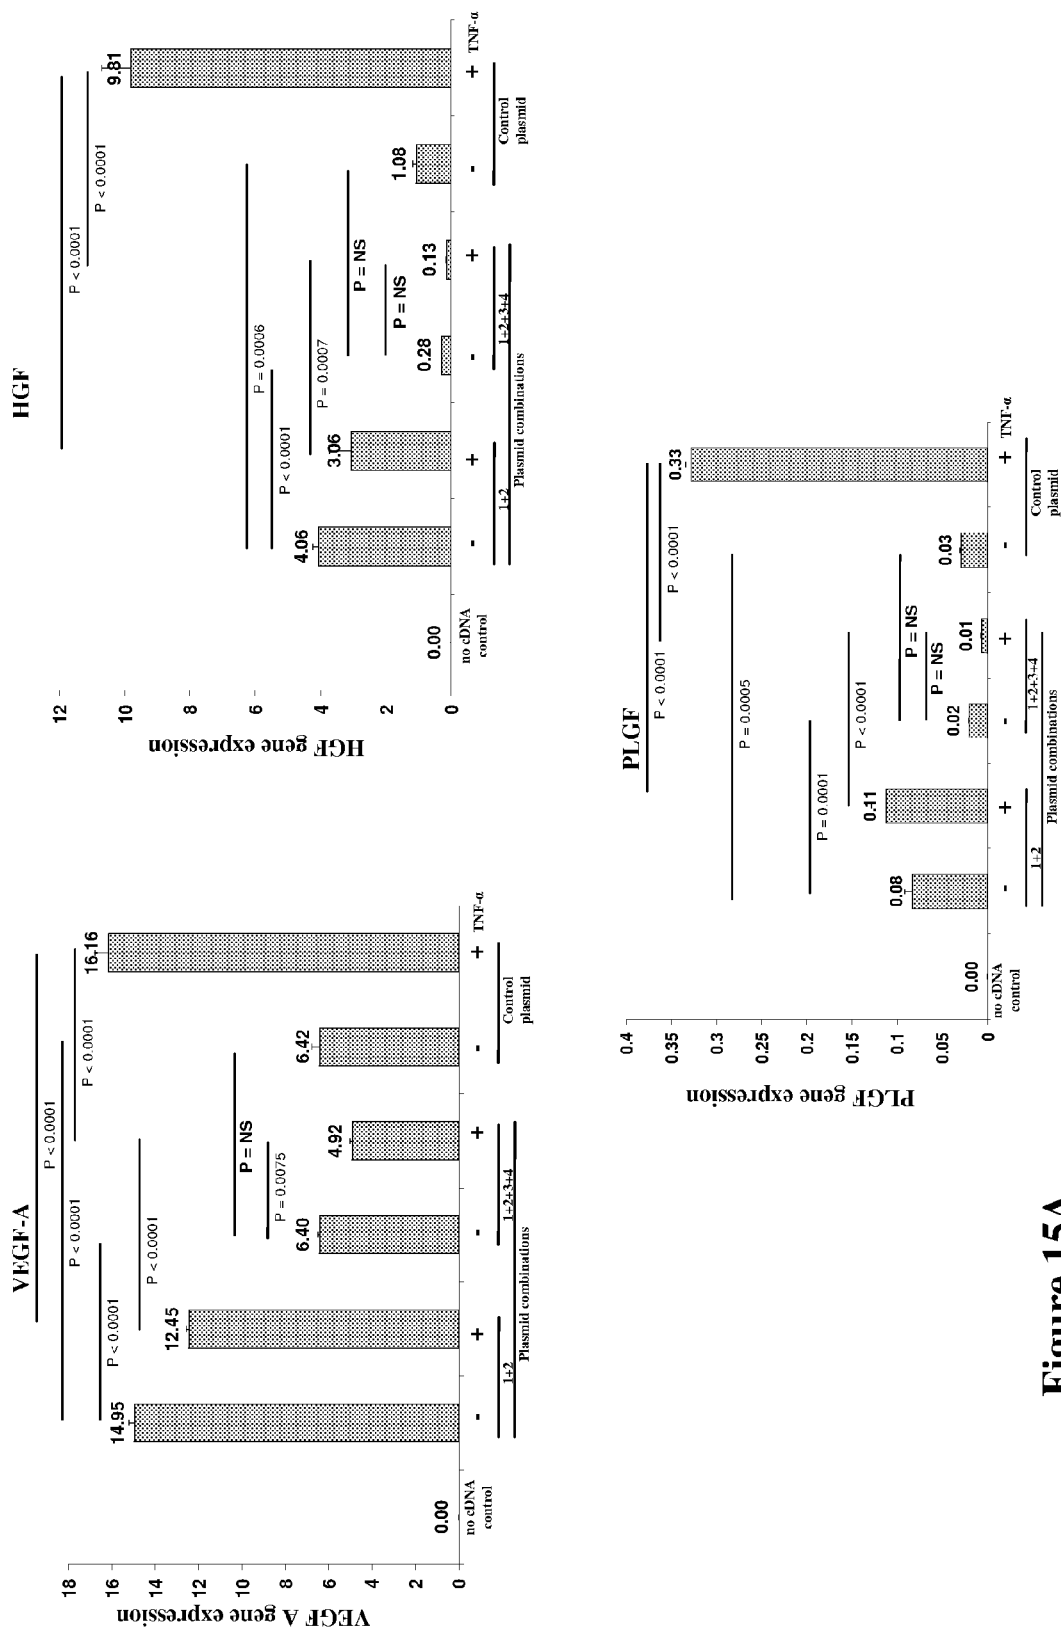 VEGF-A
VEGF A gene expression
18
16
14
12
10
8
6
4
2
0
P < 0.0001
P < 0.0001
P < 0.0001
P < 0.0001
P < 0.0001
P = NS
P = 0.0075
0.00
14.95
12.45
6.40
4.92
6.42
16.16
no cDNA
control
- + - + - + TNF-α
1+2
1+2+3+4
Plasmid combinations
Control
plasmid
HGF
HGF gene expression
12
10
8
6
4
2
0
P < 0.0001
P < 0.0001
P = 0.0006
P < 0.0001
P = 0.0007
P = NS
P = NS
0.00
4.06
3.06
0.28
0.13
1.08
9.81
no cDNA
control
- + - + - + TNF-α
1+2
1+2+3+4
Plasmid combinations
Control
plasmid
PLGF
PLGF gene expression
0.4
0.35
0.3
0.25
0.2
0.15
0.1
0.05
0
P < 0.0001
P < 0.0001
P = 0.0005
P = 0.0001
P < 0.0001
P = NS
P = NS
0.00
0.08
0.11
0.02
0.01
0.03
0.33
no cDNA
control
- + - + - + TNF-α
1+2
1+2+3+4
Plasmid combinations
Control
plasmid
Figure 15A